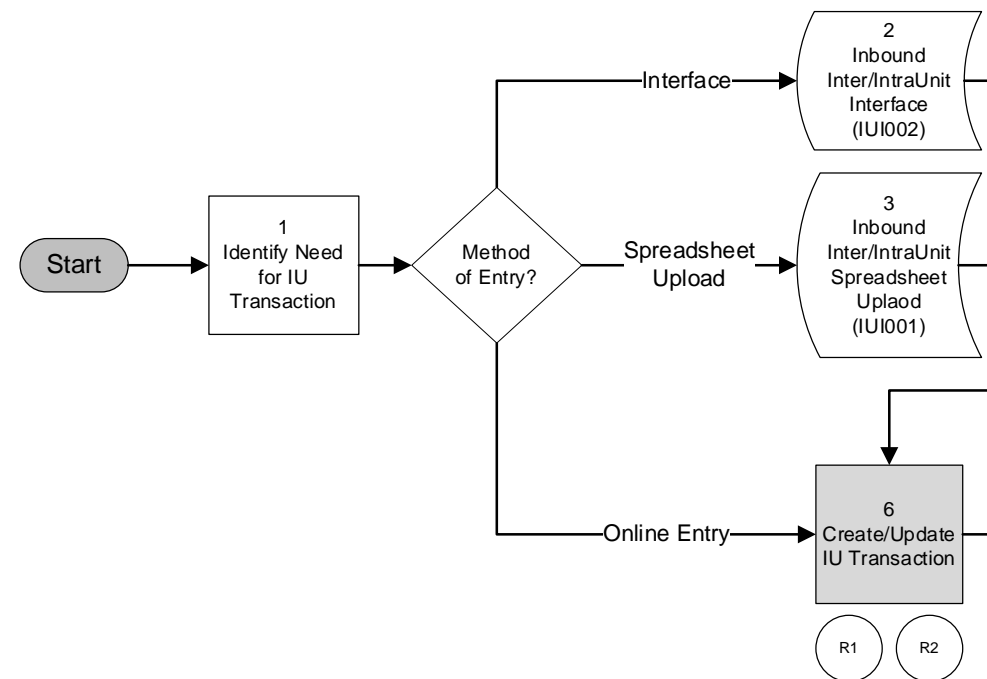 Start
1
Identify Need
for IU
Transaction
Method
of Entry?
Interface
2
Inbound
Inter/IntraUnit
Interface
(IUI002)
Spreadsheet
Upload
3
Inbound
Inter/IntraUnit
Spreadsheet
Uplaod
(IUI001)
Online Entry
6
Create/Update
IU Transaction
R1
R2